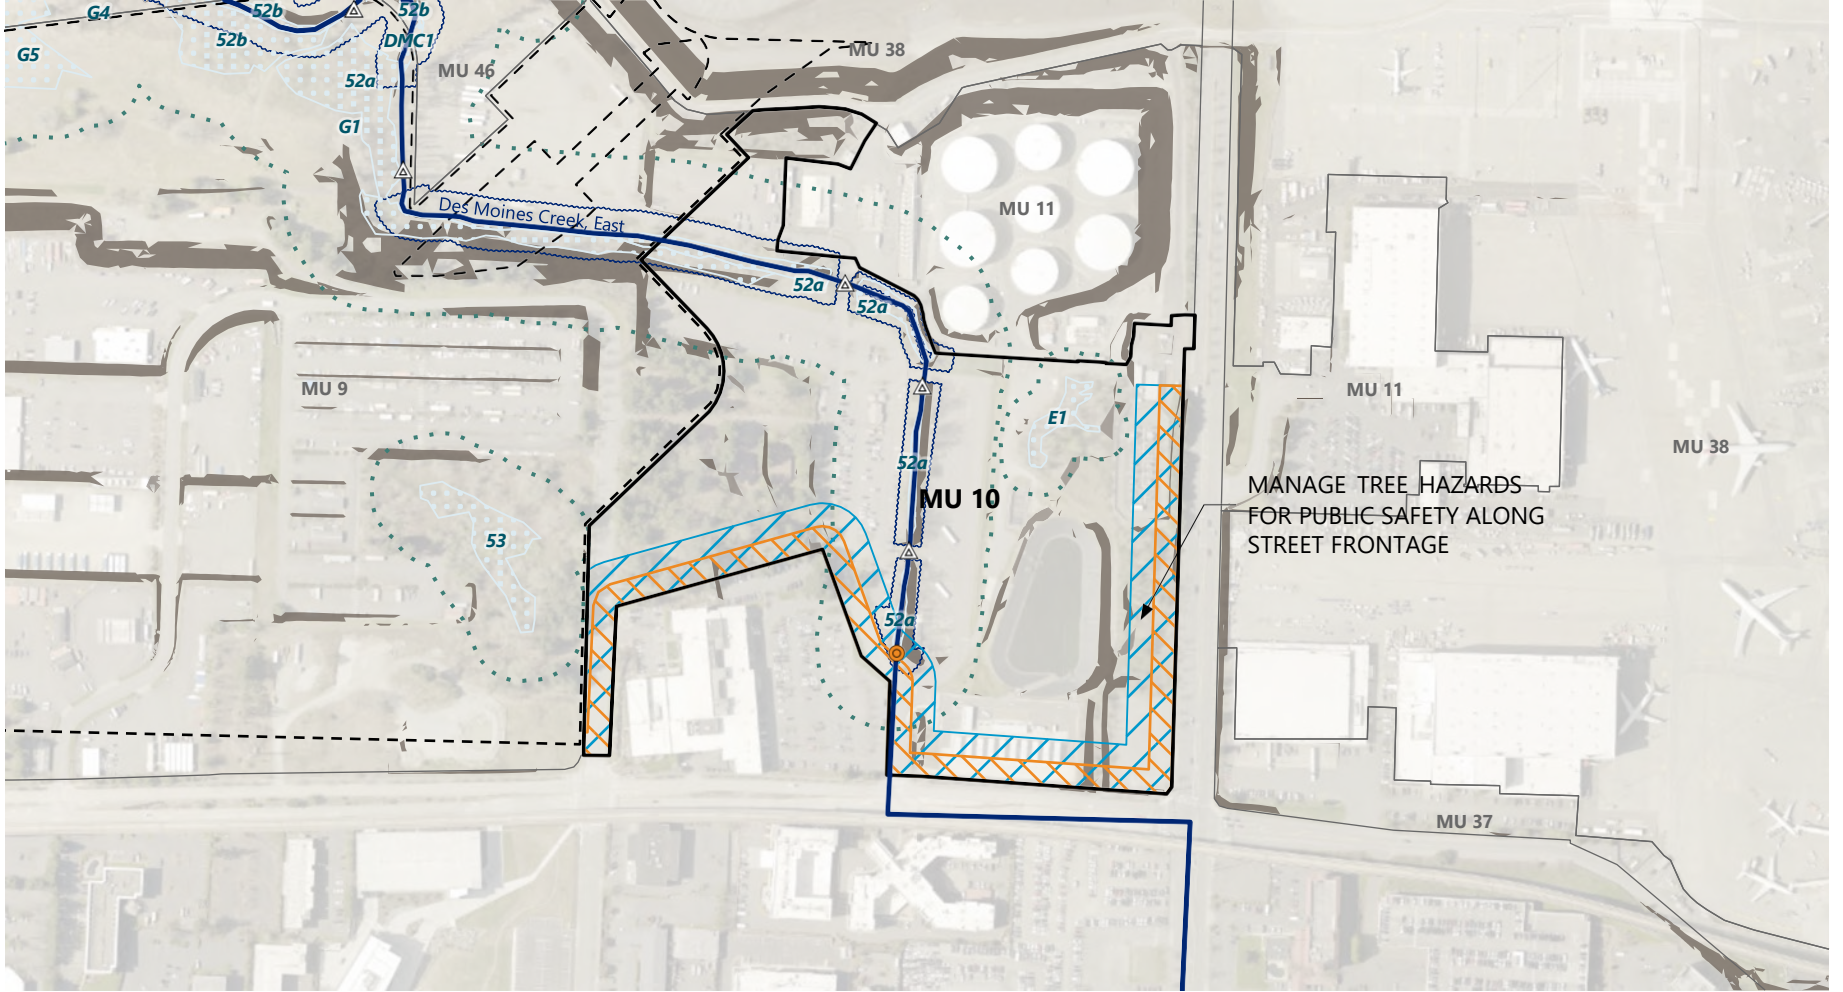 G4
52b
52b
G5
52b
DMC1
MU 46
MU 38
52a
G1
Des Moines Creek, East
MU 11
52a
52a
MU 9
MU 11
E1
MU 38
52a
MU 10
MANAGE TREE HAZARDS
FOR PUBLIC SAFETY ALONG
STREET FRONTAGE
53
52a
MU 37